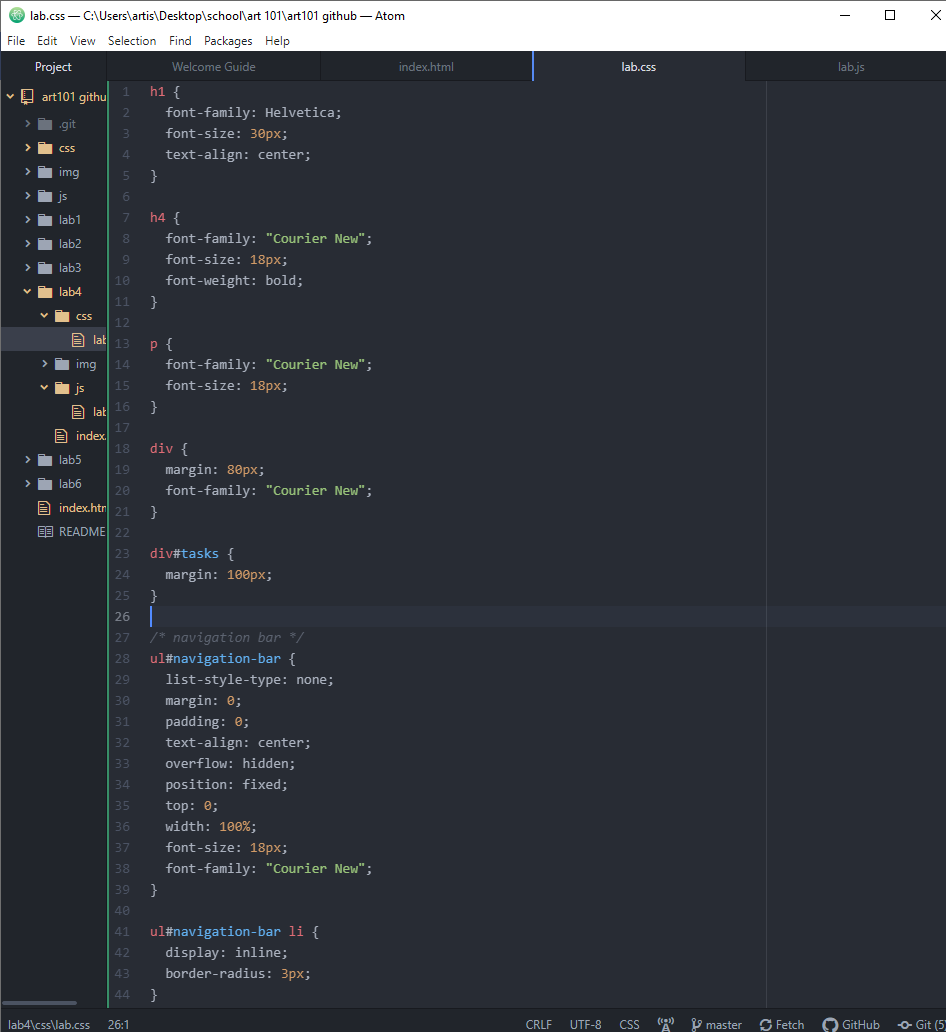 lab.css — C:\Users\artis\Desktop\school\art 101\art101 github — Atom
File Edit View Selection Find Packages Help
Project Welcome Guide index.html lab.css lab.js
art101 githu
.git
css
img
js
lab1
lab2
lab3
lab4
css
lab
img
js
lab
index.
lab5
lab6
index.htm
README
1 h1 {
2 font-family: Helvetica;
3 font-size: 30px;
4 text-align: center;
5 }
6
7 h4 {
8 font-family: "Courier New";
9 font-size: 18px;
10 font-weight: bold;
11 }
12
13 p {
14 font-family: "Courier New";
15 font-size: 18px;
16 }
17
18 div {
19 margin: 80px;
20 font-family: "Courier New";
21 }
22
23 div#tasks {
24 margin: 100px;
25 }
26
27 /* navigation bar */
28 ul#navigation-bar {
29 list-style-type: none;
30 margin: 0;
31 padding: 0;
32 text-align: center;
33 overflow: hidden;
34 position: fixed;
35 top: 0;
36 width: 100%;
37 font-size: 18px;
38 font-family: "Courier New";
39 }
40
41 ul#navigation-bar li {
42 display: inline;
43 border-radius: 3px;
44 }
lab4\css\lab.css 26:1 CRLF UTF-8 CSS master Fetch GitHub Git (5